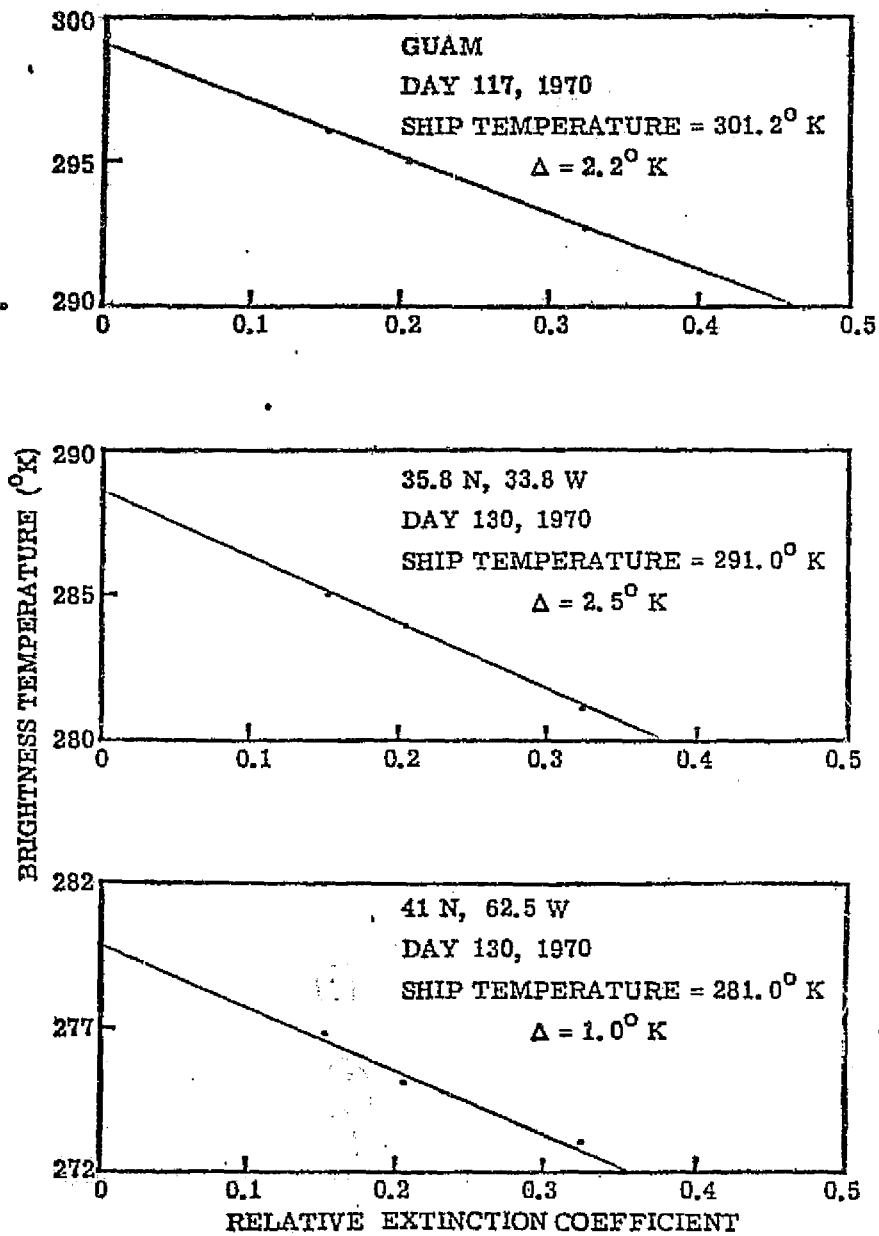 300
GUAM
DAY 117, 1970
SHIP TEMPERATURE = 301.2° K
Δ = 2.2° K
295
290
0 0.1 0.2 0.3 0.4 0.5
BRIGHTNESS TEMPERATURE (°K)
290
35.8 N, 33.8 W
DAY 130, 1970
SHIP TEMPERATURE = 291.0° K
Δ = 2.5° K
285
280
0 0.1 0.2 0.3 0.4 0.5
282
41 N, 62.5 W
DAY 130, 1970
SHIP TEMPERATURE = 281.0° K
Δ = 1.0° K
277
272
0 0.1 0.2 0.3 0.4 0.5
RELATIVE EXTINCTION COEFFICIENT